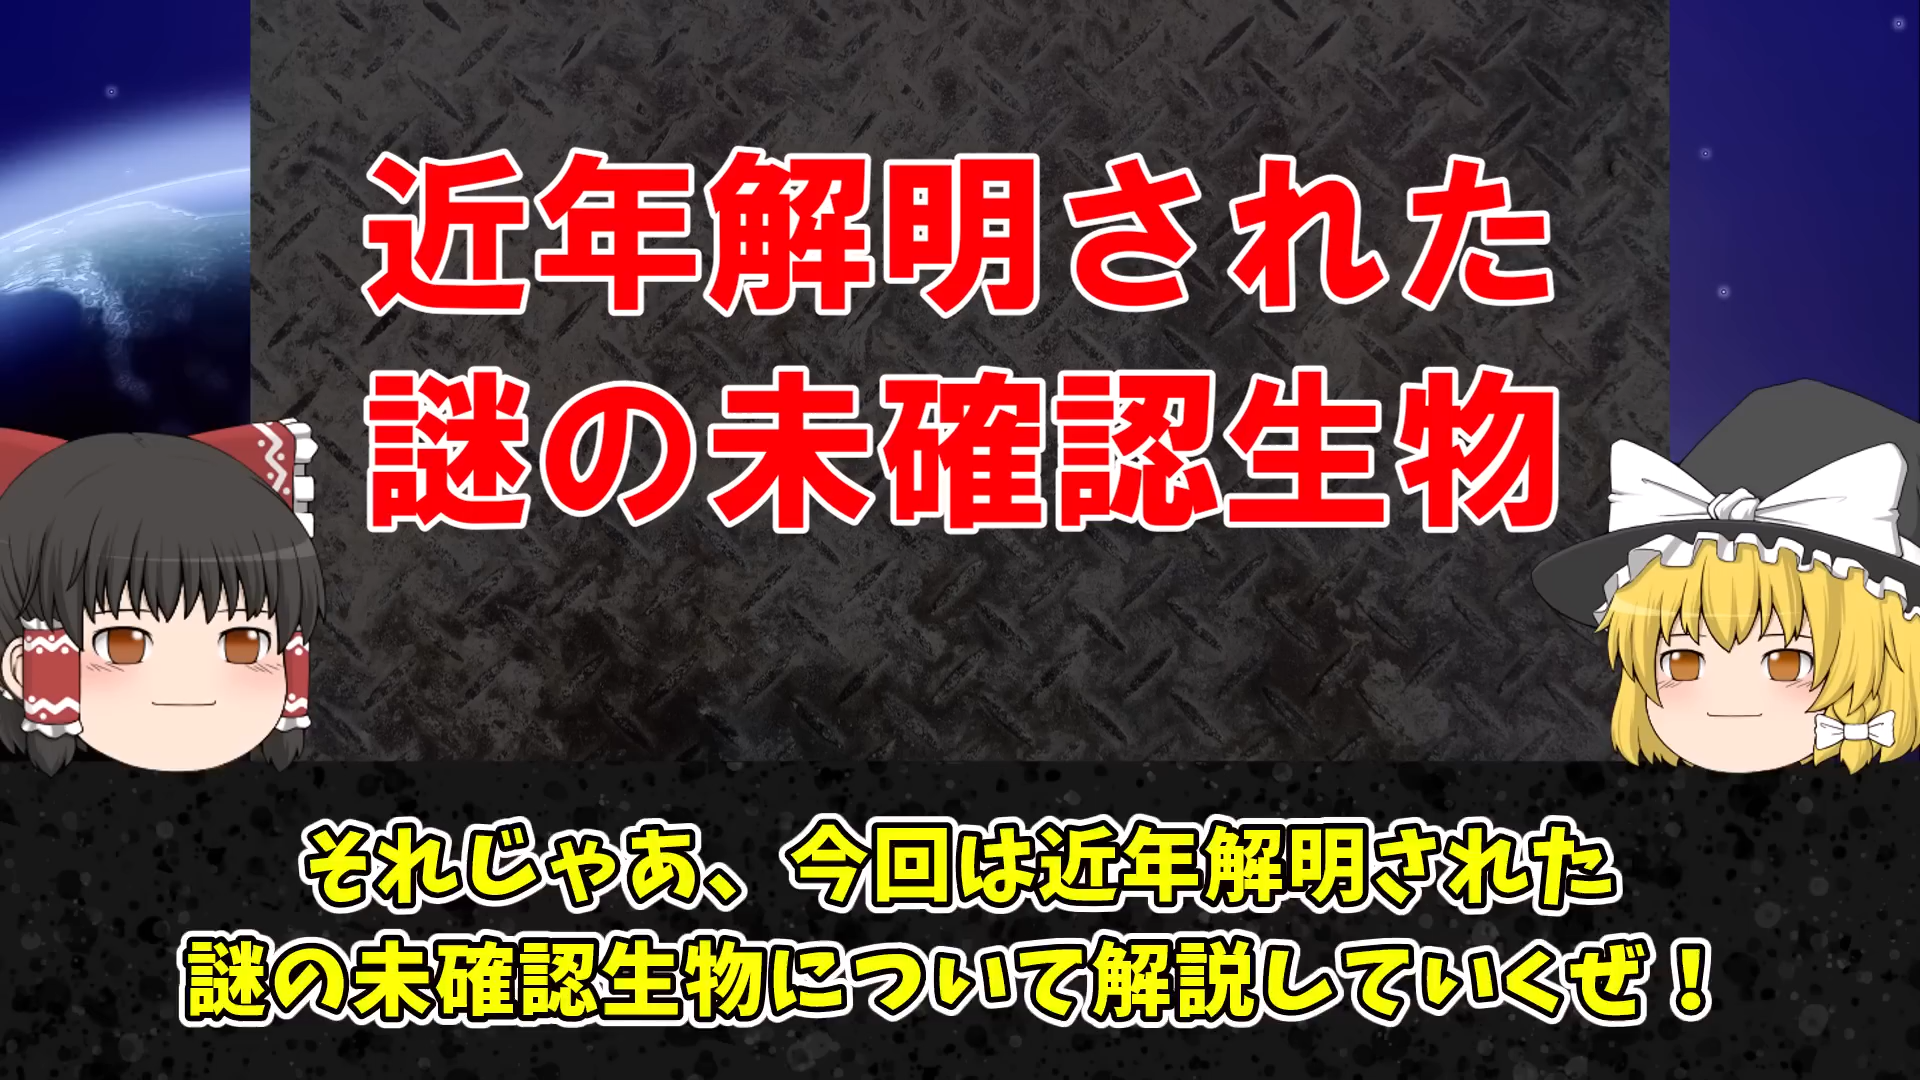 近年解明された
謎の未確認生物
それじゃあ、今回は近年解明された
謎の未確認生物について解説していくぜ！